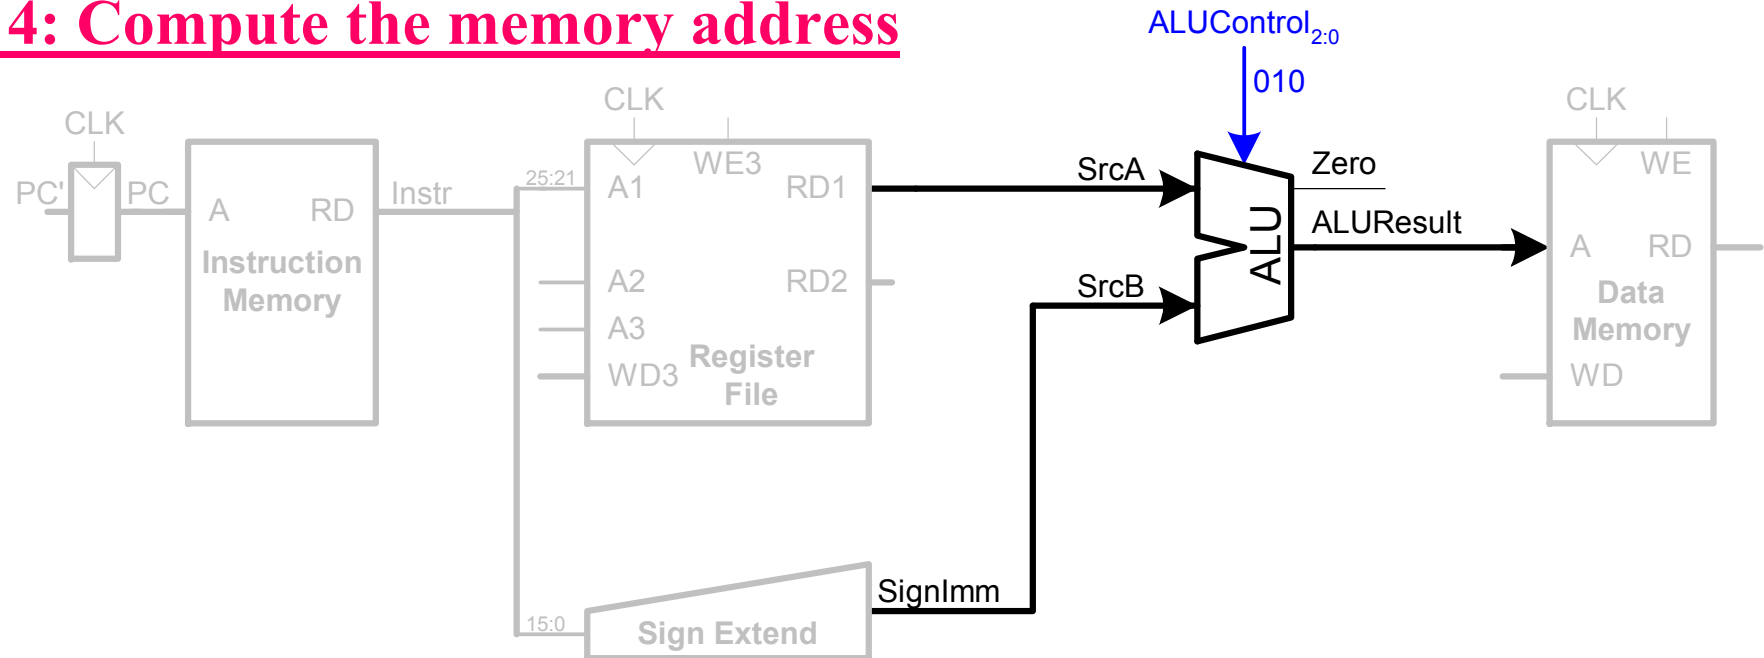 4: Compute the memory address
ALUControl2:0
010
CLK
CLK
CLK
PC'
PC
A
RD
Instr
Instruction
Memory
25:21
A1
WE3
RD1
A2
RD2
A3
WD3
Register
File
SrcA
SrcB
ALU
Zero
ALUResult
WE
A
RD
Data
Memory
WD
15:0
Sign Extend
SignImm